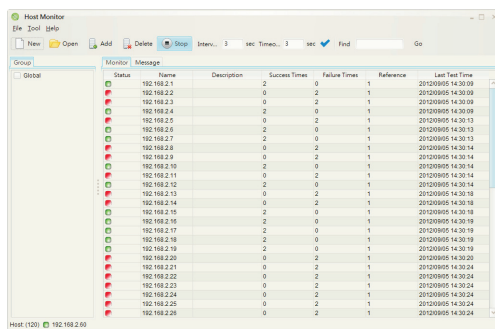 Host Monitor
File Tool Help
New Open Add Delete Stop Interv... 3 sec Timeo... 3 sec Find Go
Group Monitor Message
Global Status Name Description Success Times Failure Times Reference Last Test Time
192.168.2.1 2 0 1 2012/09/05 14:30:09
192.168.2.2 0 2 1 2012/09/05 14:30:09
192.168.2.3 0 2 1 2012/09/05 14:30:09
192.168.2.4 2 0 1 2012/09/05 14:30:09
192.168.2.5 0 2 1 2012/09/05 14:30:13
192.168.2.6 2 0 1 2012/09/05 14:30:13
192.168.2.7 2 0 1 2012/09/05 14:30:13
192.168.2.8 0 2 1 2012/09/05 14:30:14
192.168.2.9 0 2 1 2012/09/05 14:30:14
192.168.2.10 2 0 1 2012/09/05 14:30:14
192.168.2.11 0 2 1 2012/09/05 14:30:14
192.168.2.12 2 0 1 2012/09/05 14:30:14
192.168.2.13 0 2 1 2012/09/05 14:30:18
192.168.2.14 0 2 1 2012/09/05 14:30:18
192.168.2.15 2 0 1 2012/09/05 14:30:18
192.168.2.16 2 0 1 2012/09/05 14:30:19
192.168.2.17 2 0 1 2012/09/05 14:30:19
192.168.2.18 2 0 1 2012/09/05 14:30:19
192.168.2.19 2 0 1 2012/09/05 14:30:19
192.168.2.20 0 2 1 2012/09/05 14:30:20
192.168.2.21 0 2 1 2012/09/05 14:30:24
192.168.2.22 0 2 1 2012/09/05 14:30:24
192.168.2.23 0 2 1 2012/09/05 14:30:24
192.168.2.24 0 2 1 2012/09/05 14:30:24
192.168.2.25 0 2 1 2012/09/05 14:30:24
192.168.2.26 0 2 1 2012/09/05 14:30:24
Host: (120) 192.168.2.60